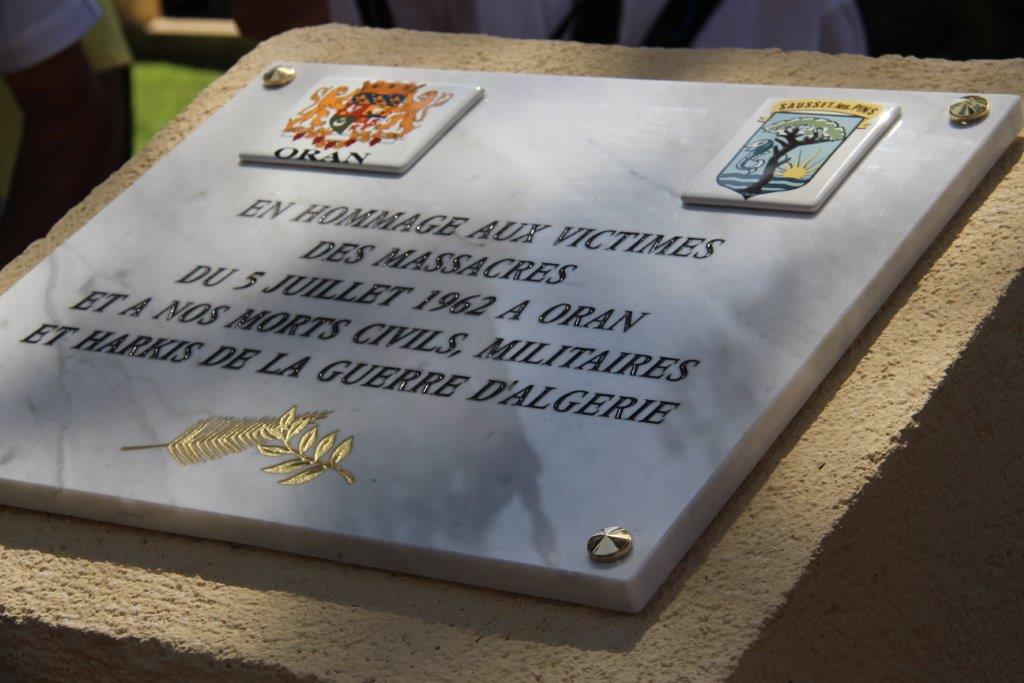 ORAN
SAUSSET les PINS
EN HOMMAGE AUX VICTIMES
DES MASSACRES
DU 5 JUILLET 1962 A ORAN
ET A NOS MORTS CIVILS, MILITAIRES
ET HARKIS DE LA GUERRE D'ALGERIE